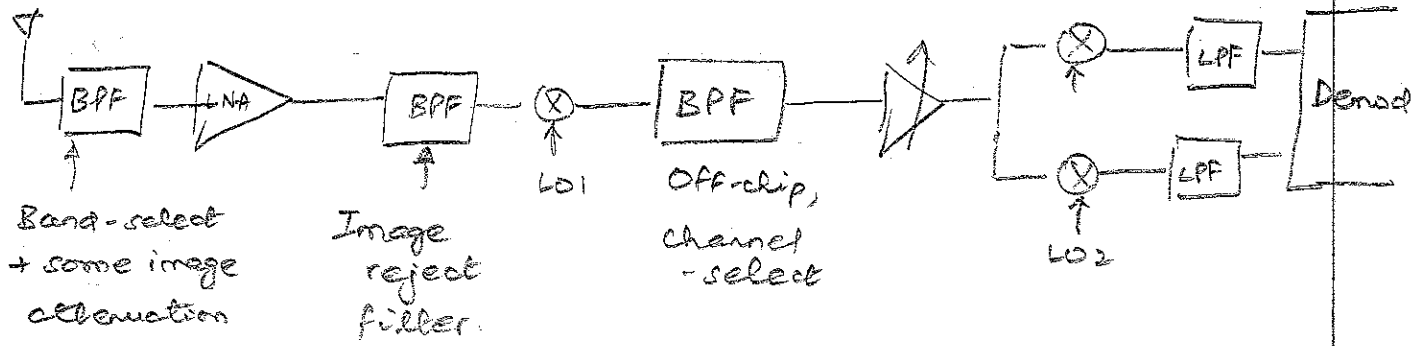 BPF
LNA
BPF
X
LO1
BPF
X
LPF
Demod
X
LO2
LPF
Band-select
+ some image
attenuation
Image
reject
filter.
Off-chip,
channel
-select